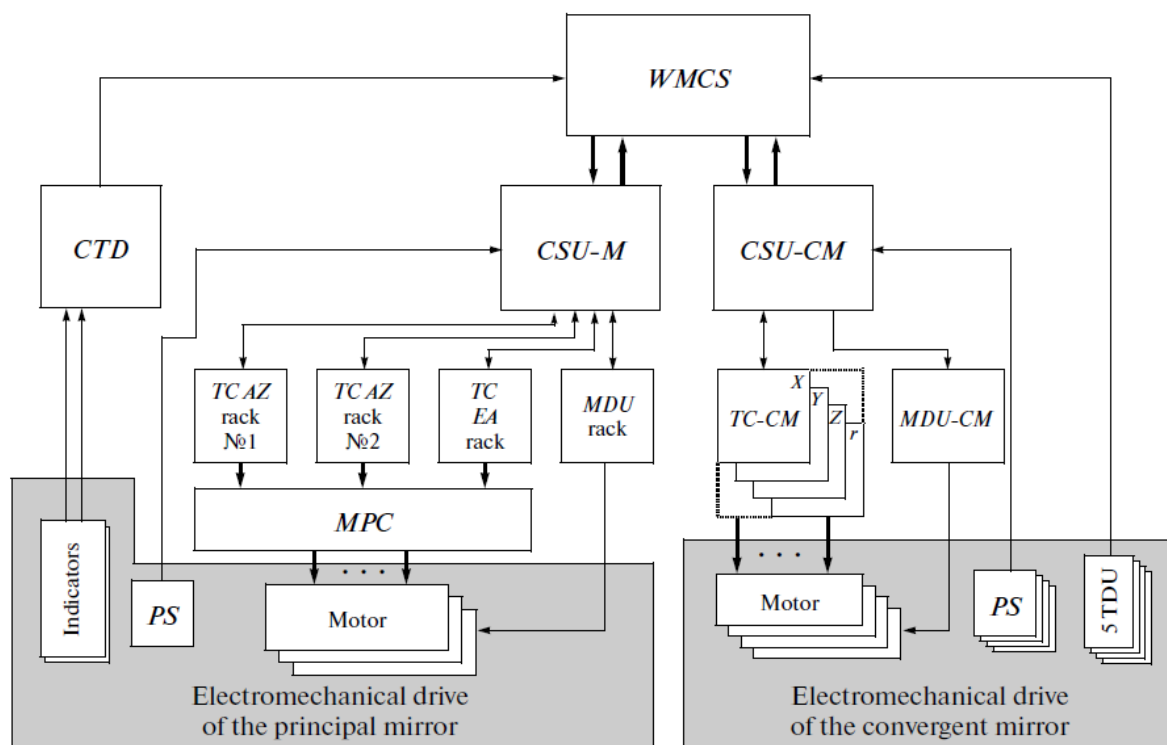 WMCS
CTD
CSU-M
CSU-CM
TC AZ
rack
№1
TC AZ
rack
№2
TC
EA
rack
MDU
rack
TC-CM
X
Y
Z
r
MDU-CM
MPC
Indicators
PS
. . .
Motor
. . .
Motor
PS
5 TDU
Electromechanical drive
of the principal mirror
Electromechanical drive
of the convergent mirror